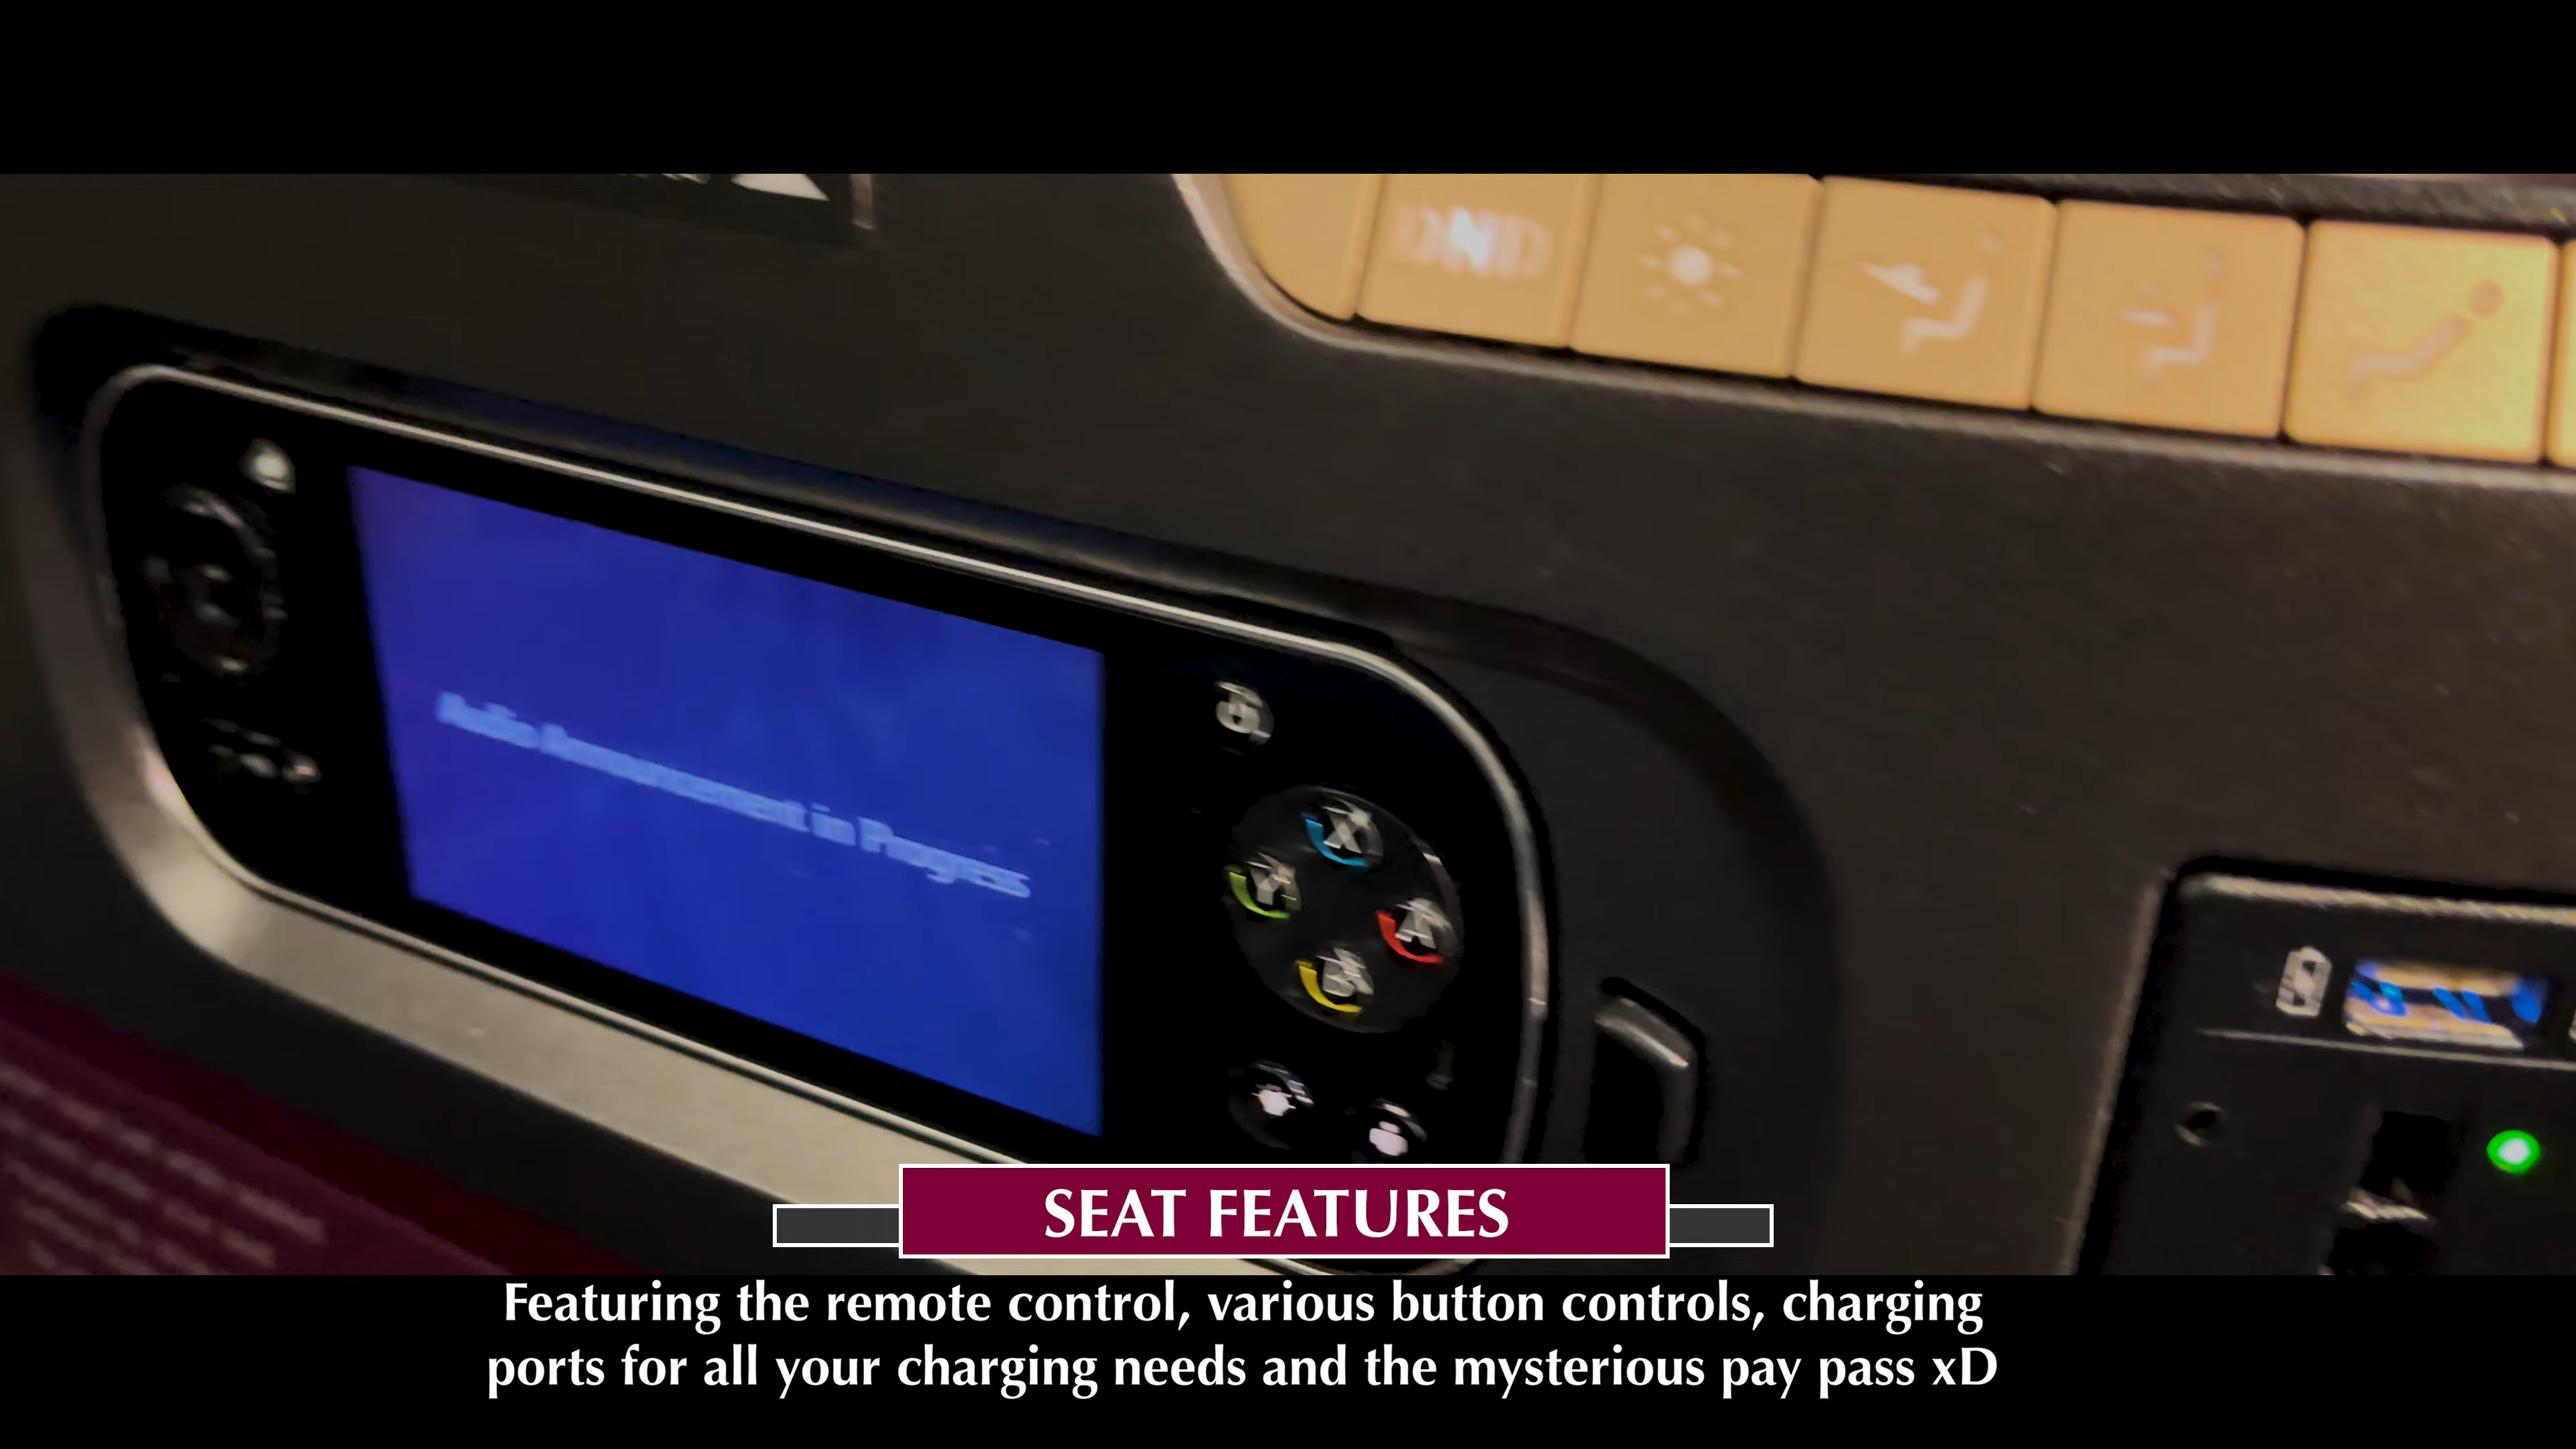 DND
Audio Announcement in Progress
X
Y
A
B
SEAT FEATURES
Featuring the remote control, various button controls, charging
ports for all your charging needs and the mysterious pay pass xD